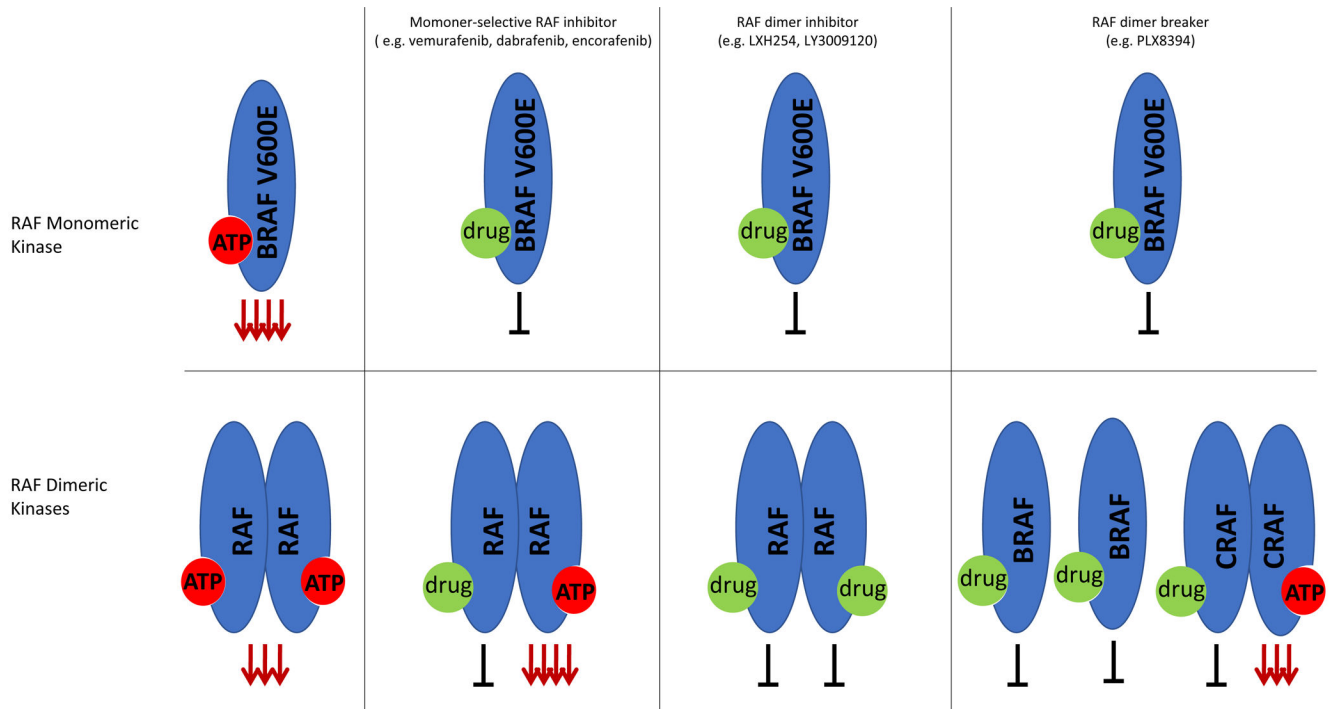 Momoner-selective RAF inhibitor
( e.g. vemurafenib, dabrafenib, encorafenib)
RAF dimer inhibitor
(e.g. LXH254, LY3009120)
RAF dimer breaker
(e.g. PLX8394)
RAF Monomeric
Kinase
BRAF V600E
ATP
BRAF V600E
drug
BRAF V600E
drug
BRAF V600E
drug
RAF Dimeric
Kinases
RAF
RAF
ATP
ATP
RAF
RAF
drug
ATP
RAF
RAF
drug
drug
BRAF
drug
BRAF
drug
CRAF
CRAF
drug
ATP